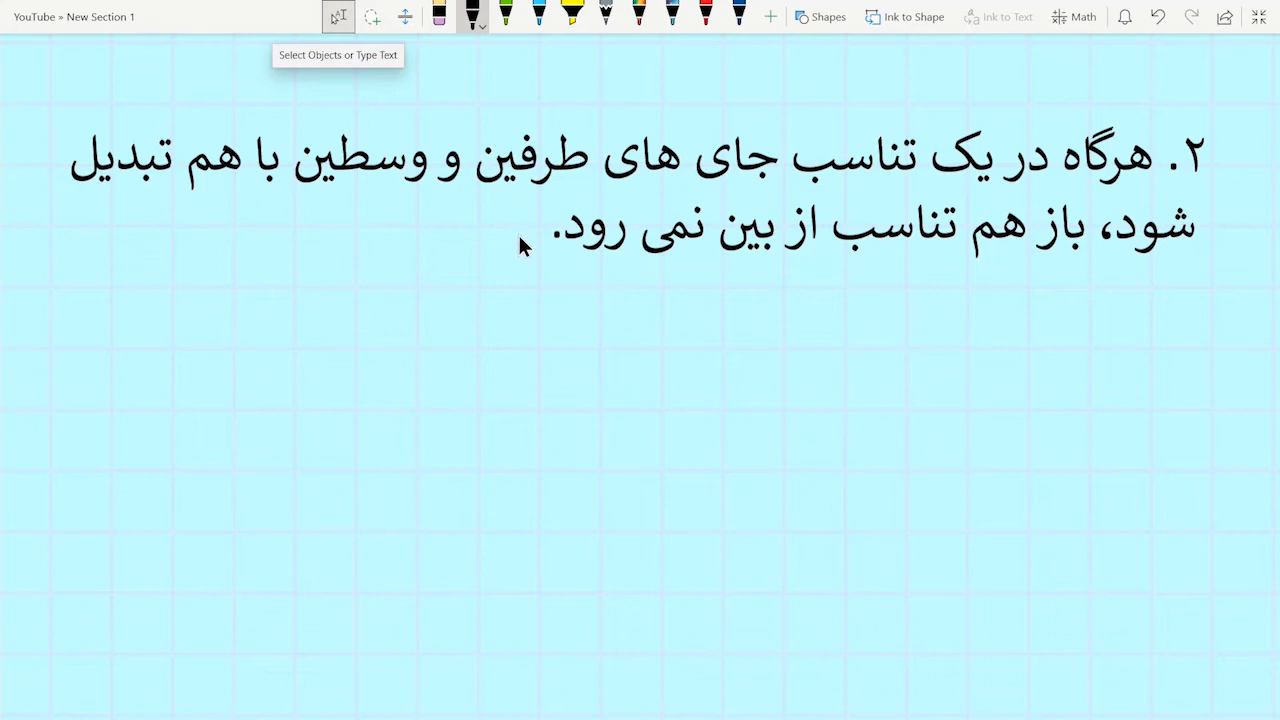 YouTube » New Section 1
Shapes
Ink to Shape
Ink to Text
Math
Select Objects or Type Text
۲. هرگاه در یک تناسب جای های طرفین و وسطین با هم تبدیل
شود، باز هم تناسب از بین نمی رود.